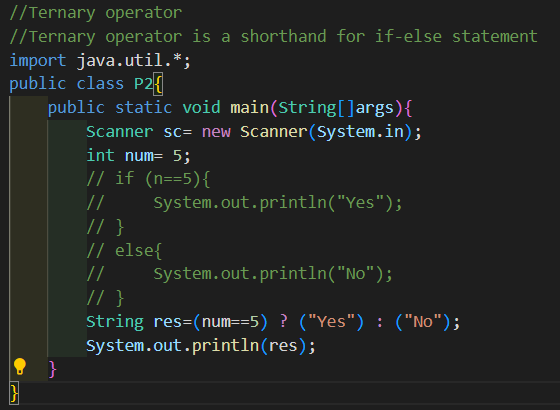 //Ternary operator
//Ternary operator is a shorthand for if-else statement
import java.util.*;
public class P2{
    public static void main(String[]args){
        Scanner sc= new Scanner(System.in);
        int num= 5;
        // if (n==5){
        //     System.out.println("Yes");
        // }
        // else{
        //     System.out.println("No");
        // }
        String res=(num==5) ? ("Yes") : ("No");
        System.out.println(res);
    }
}